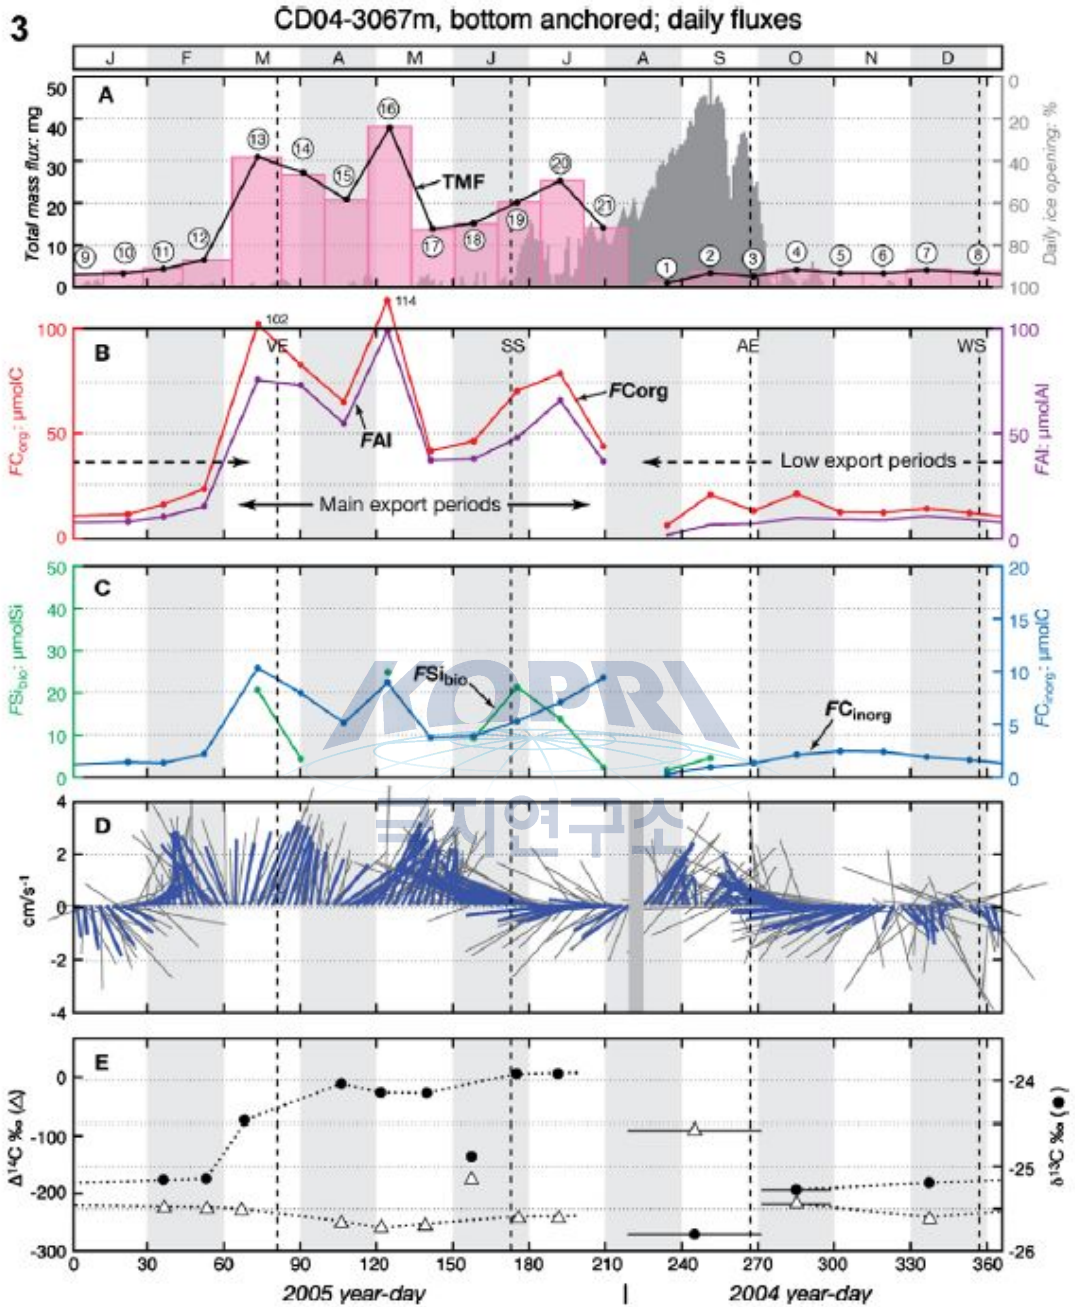 3
CD04-3067m, bottom anchored; daily fluxes
J F M A M J J A S O N D
A
Total mass flux: mg
50
40
30
20
10
0
9 10 11 12 13 14 15 16 17 18 19 20 21 1 2 3 4 5 6 7 8
TMF
0
20
40
60
80
100
Daily ice opening: %
B
FCorg: µmolC
100
50
0
102
114
VE
SS
AE
WS
FCorg
FAl
Main export periods
Low export periods
100
50
0
FAl: µmolAl
C
FSibio: µmolSi
50
40
30
20
10
0
FSibio
FCinorg
20
15
10
5
0
FCinorg: µmolC
KOPRI
극지연구소
D
cm/s-1
4
2
0
-2
-4
E
Δ14C ‰ (△)
0
-100
-200
-300
-24
-25
-26
δ13C ‰ (●)
0 30 60 90 120 150 180 210 240 270 300 330 360
2005 year-day | 2004 year-day